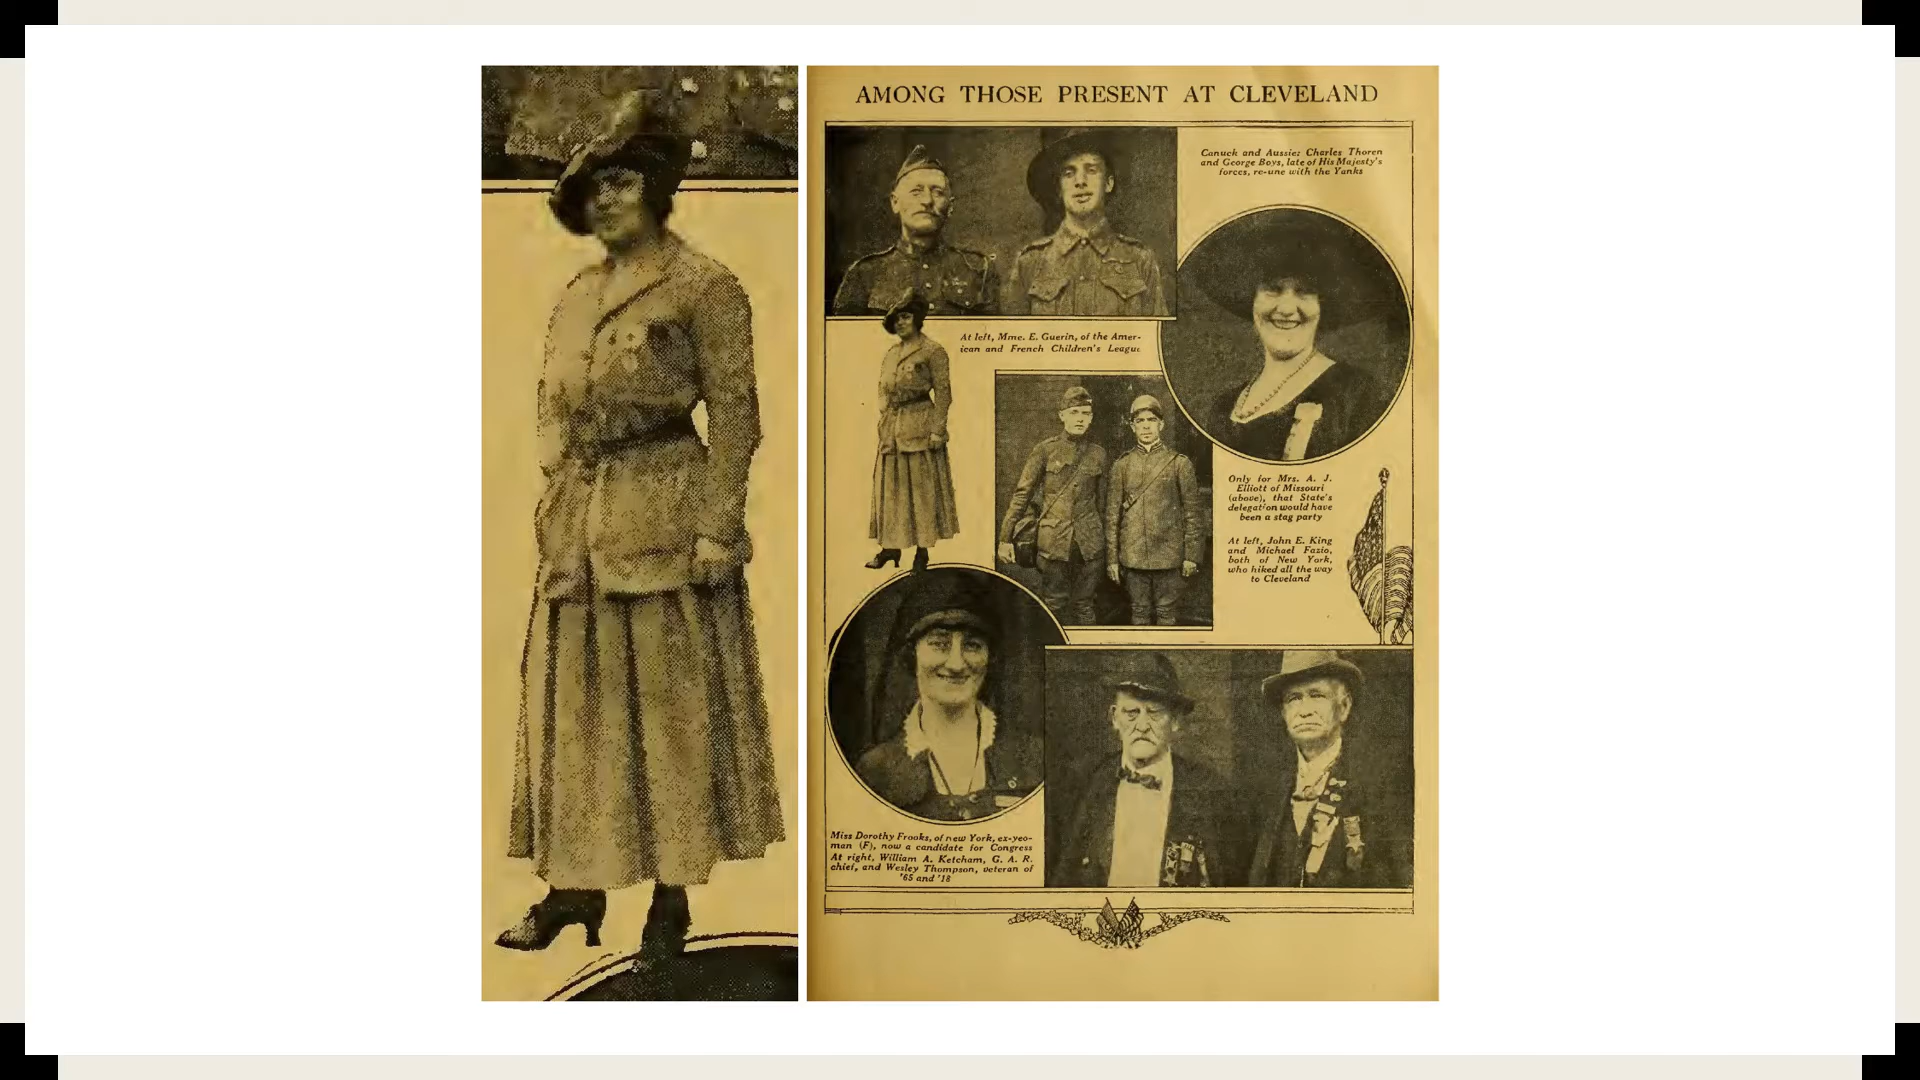 AMONG THOSE PRESENT AT CLEVELAND
Canuck and Aussie: Charles Thoren
and George Boys, late of His Majesty's
forces, re-une with the Yanks
At left, Mme. E. Guerin, of the Amer-
ican and French Children's League
Only for Mrs. A. J.
Elliott of Missouri
(above), that State's
delegation would have
been a stag party
At left, John E. King
and Michael Fazio,
both of New York,
who hiked all the way
to Cleveland
Miss Dorothy Frooks, of new York, ex-yeo-
man (F), now a candidate for Congress
At right, William A. Ketcham, G. A. R.
chief, and Wesley Thompson, veteran of
'65 and '18